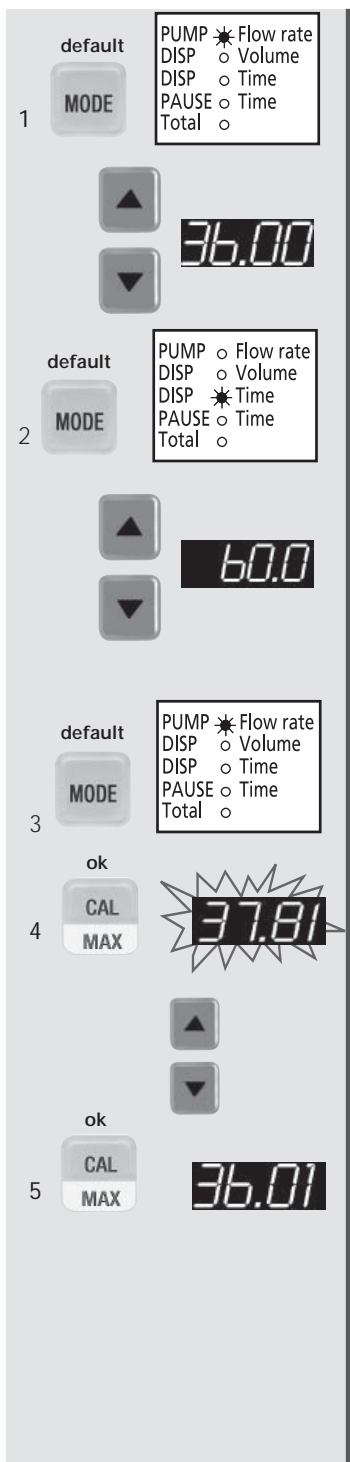 default
1 MODE
PUMP Flow rate
DISP Volume
DISP Time
PAUSE Time
Total
36.00
default
2 MODE
PUMP Flow rate
DISP Volume
DISP Time
PAUSE Time
Total
60.0
default
3 MODE
PUMP Flow rate
DISP Volume
DISP Time
PAUSE Time
Total
ok
4 CAL
MAX
37.81
ok
5 CAL
MAX
36.01